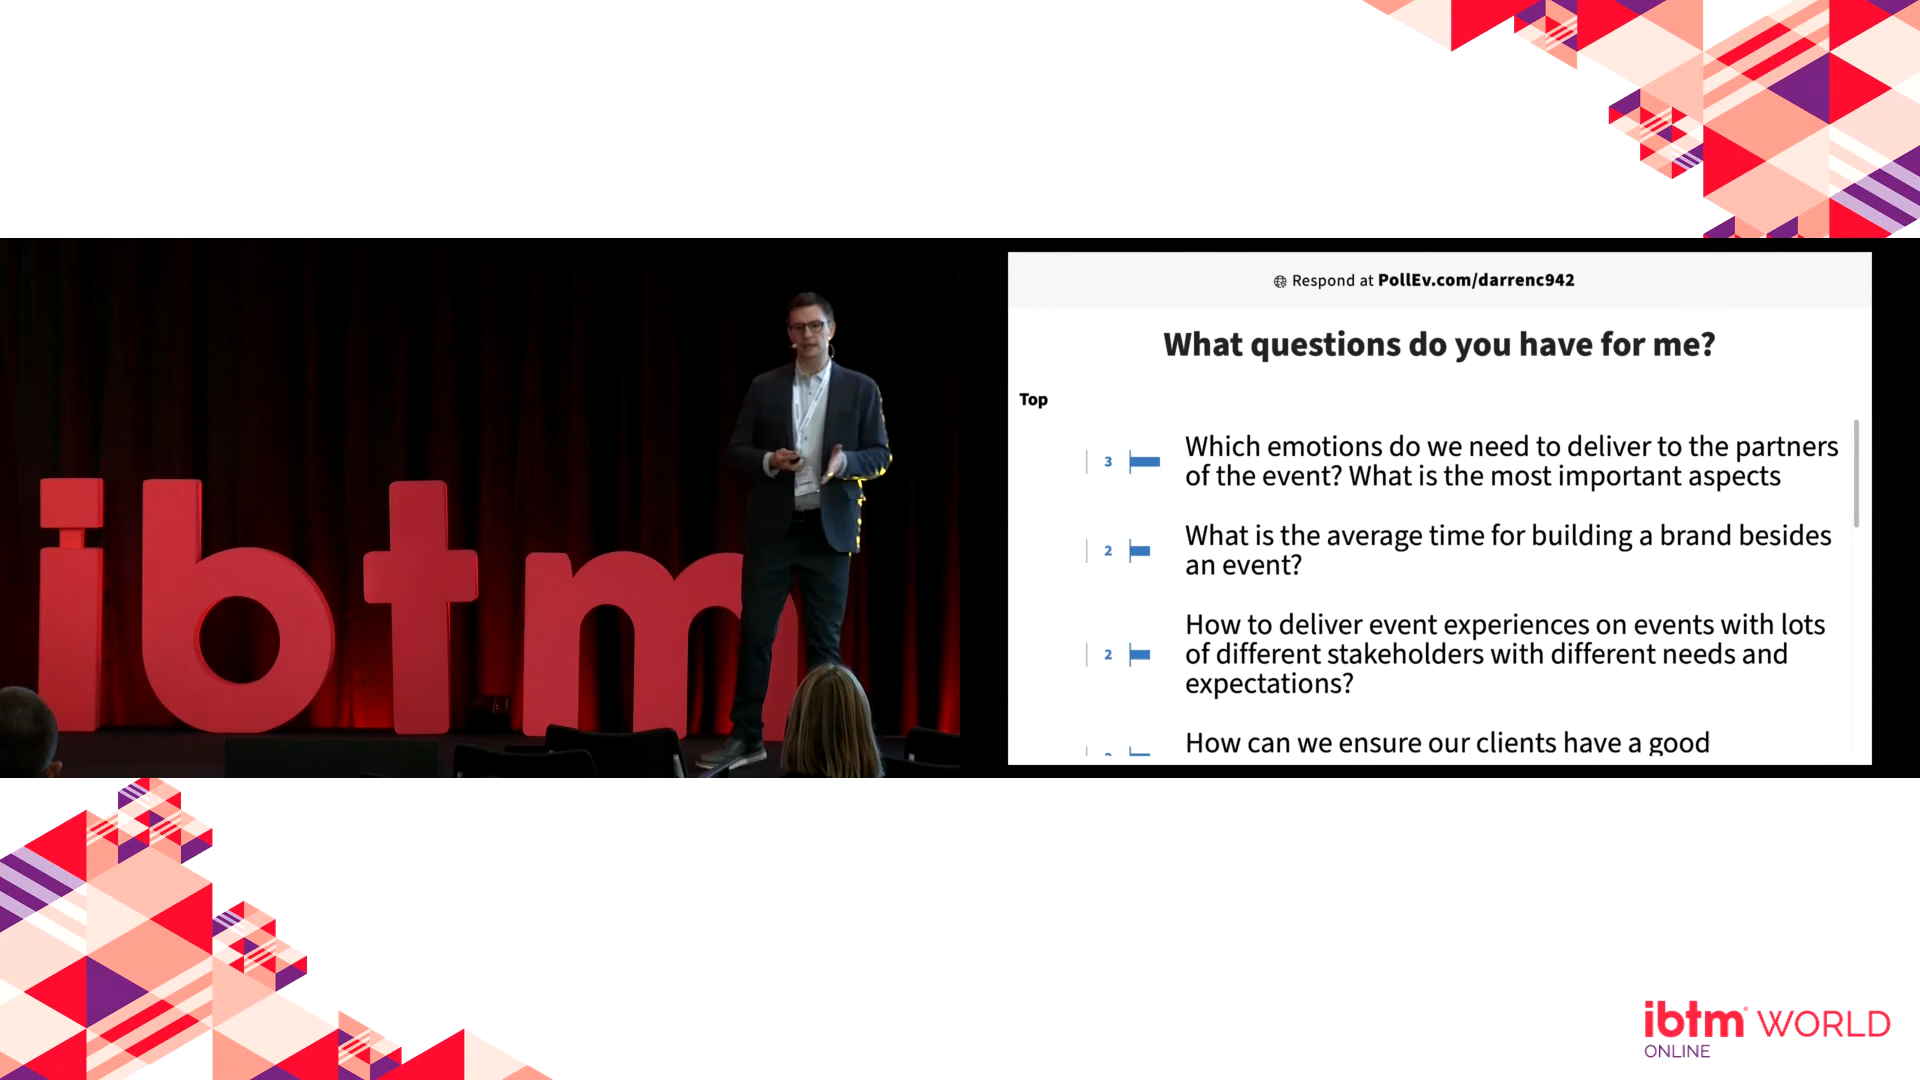 ibtm
Respond at PollEv.com/darrenc942
What questions do you have for me?
Top
3
Which emotions do we need to deliver to the partners
of the event? What is the most important aspects
2
What is the average time for building a brand besides
an event?
2
How to deliver event experiences on events with lots
of different stakeholders with different needs and
expectations?
How can we ensure our clients have a good
ibtm WORLD
ONLINE